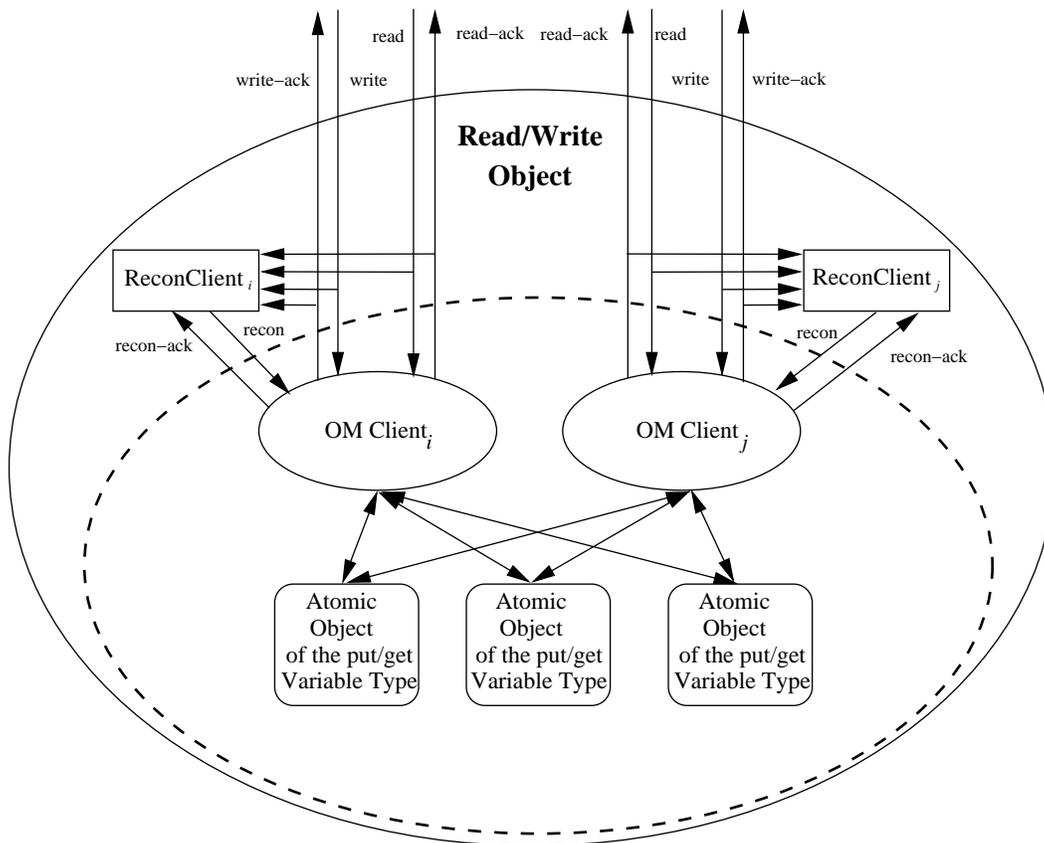 read
read−ack
read−ack
read
write−ack
write
write
write−ack
Read/Write
Object
ReconClient i
ReconClient j
recon
recon−ack
recon
recon−ack
OM Client i
OM Client j
Atomic
Object
of the put/get
Variable Type
Atomic
Object
of the put/get
Variable Type
Atomic
Object
of the put/get
Variable Type